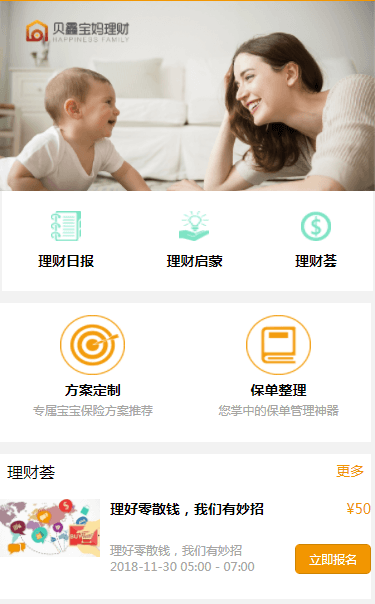 贝鑫宝妈理财
HAPPINESS FAMILY
理财日报
理财启蒙
理财荟
方案定制
专属宝宝保险方案推荐
保单整理
您掌中的保单管理神器
理财荟
更多
理好零散钱，我们有妙招
¥50
理好零散钱，我们有妙招
2018-11-30 05:00 - 07:00
立即报名